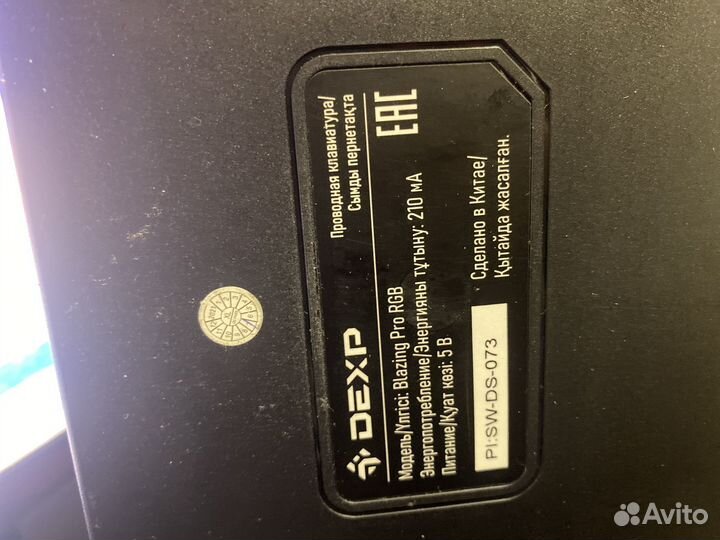 DEXP
Проводная клавиатура/
Сымды пернетақта
Модель/Үлгісі: Blazing Pro RGB
Энергопотребление/Энергияны тұтыну: 210 мА
Питание/Қуат көзі: 5 В
EAC
PI:SW-DS-073
Сделано в Китае/
Қытайда жасалған.
Avito